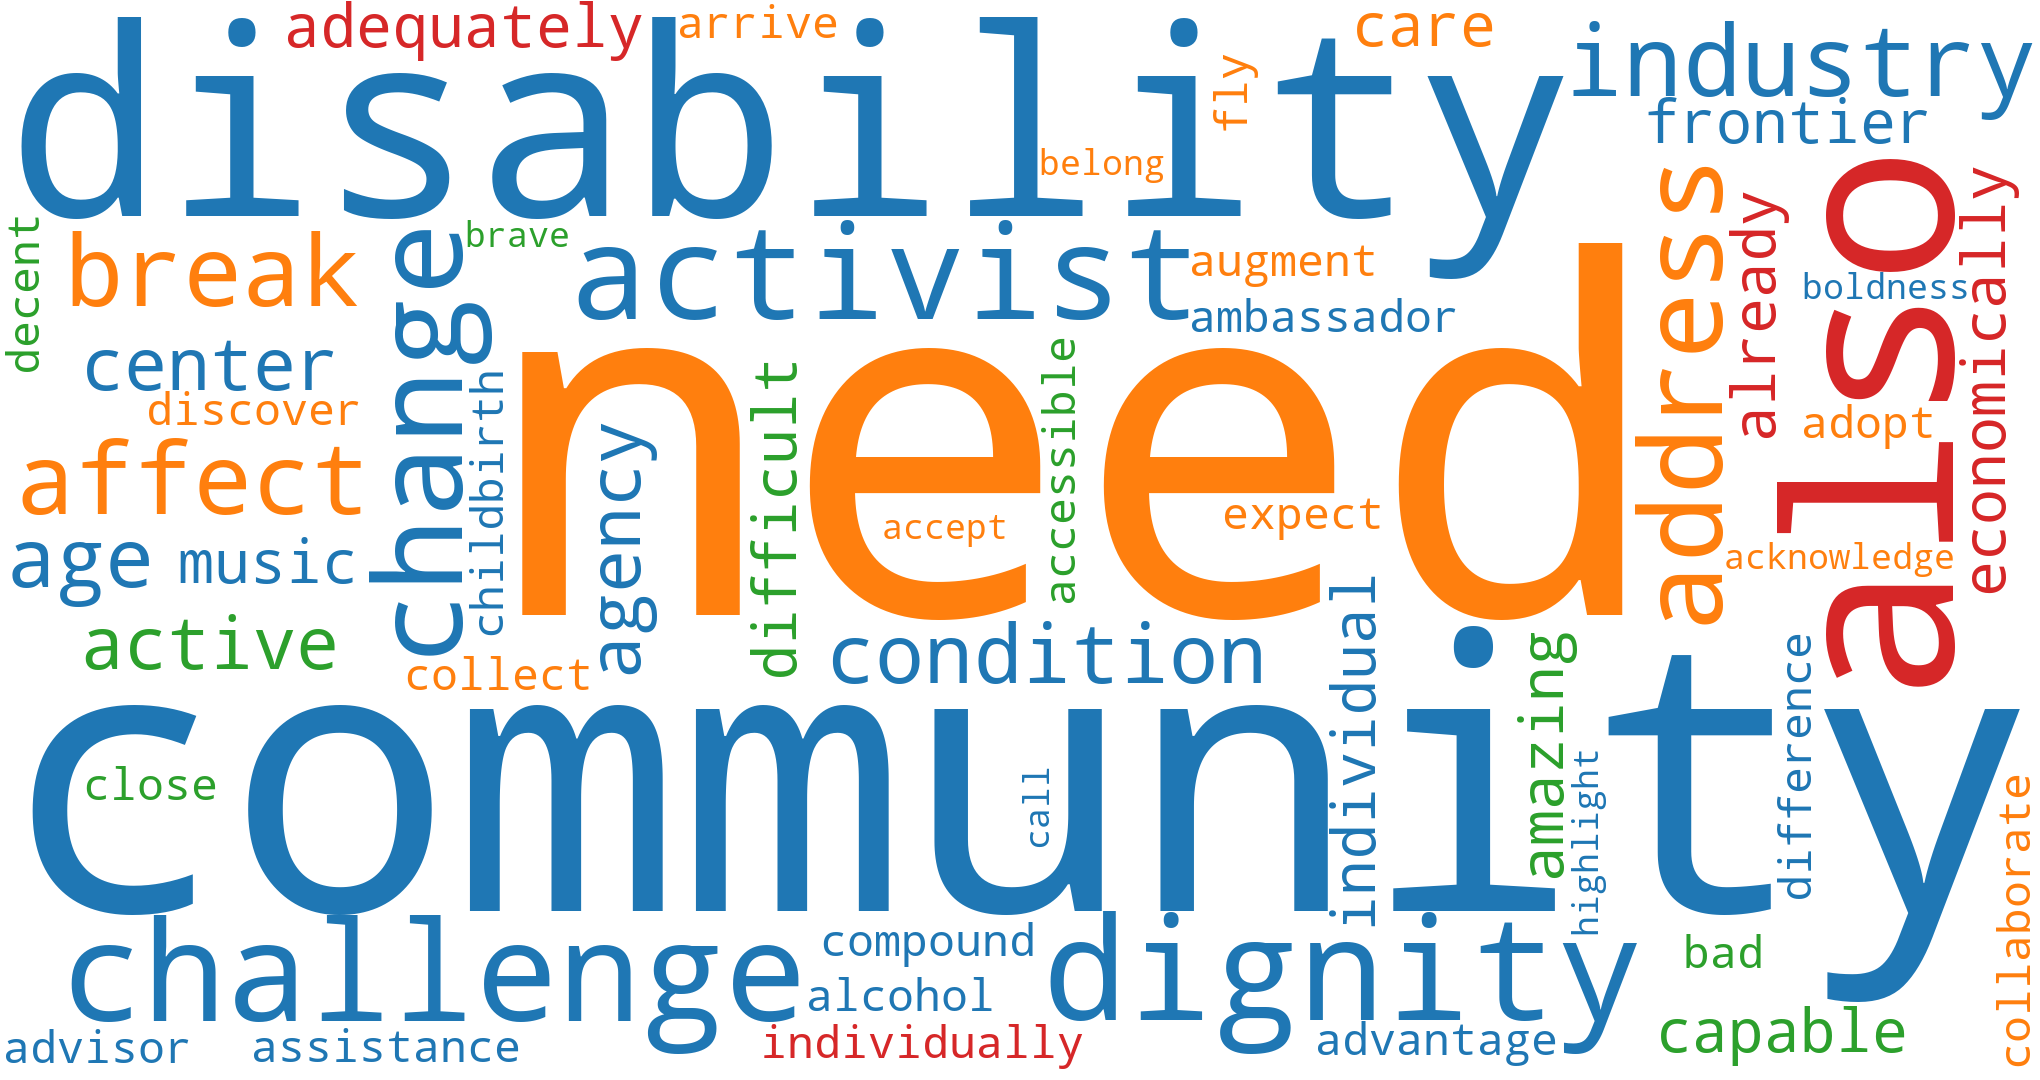 disability
adequately
arrive
care
industry
fly
frontier
belong
decent
break
change
brave
activist
augment
ambassador
address
already
also
economically
boldness
center
discover
affect
childbirth
need
agency
difficult
accessible
accept
expect
adopt
acknowledge
age
music
active
collect
condition
individual
amazing
difference
community
close
call
highlight
collaborate
challenge
compound
alcohol
dignity
bad
advisor
assistance
individually
advantage
capable